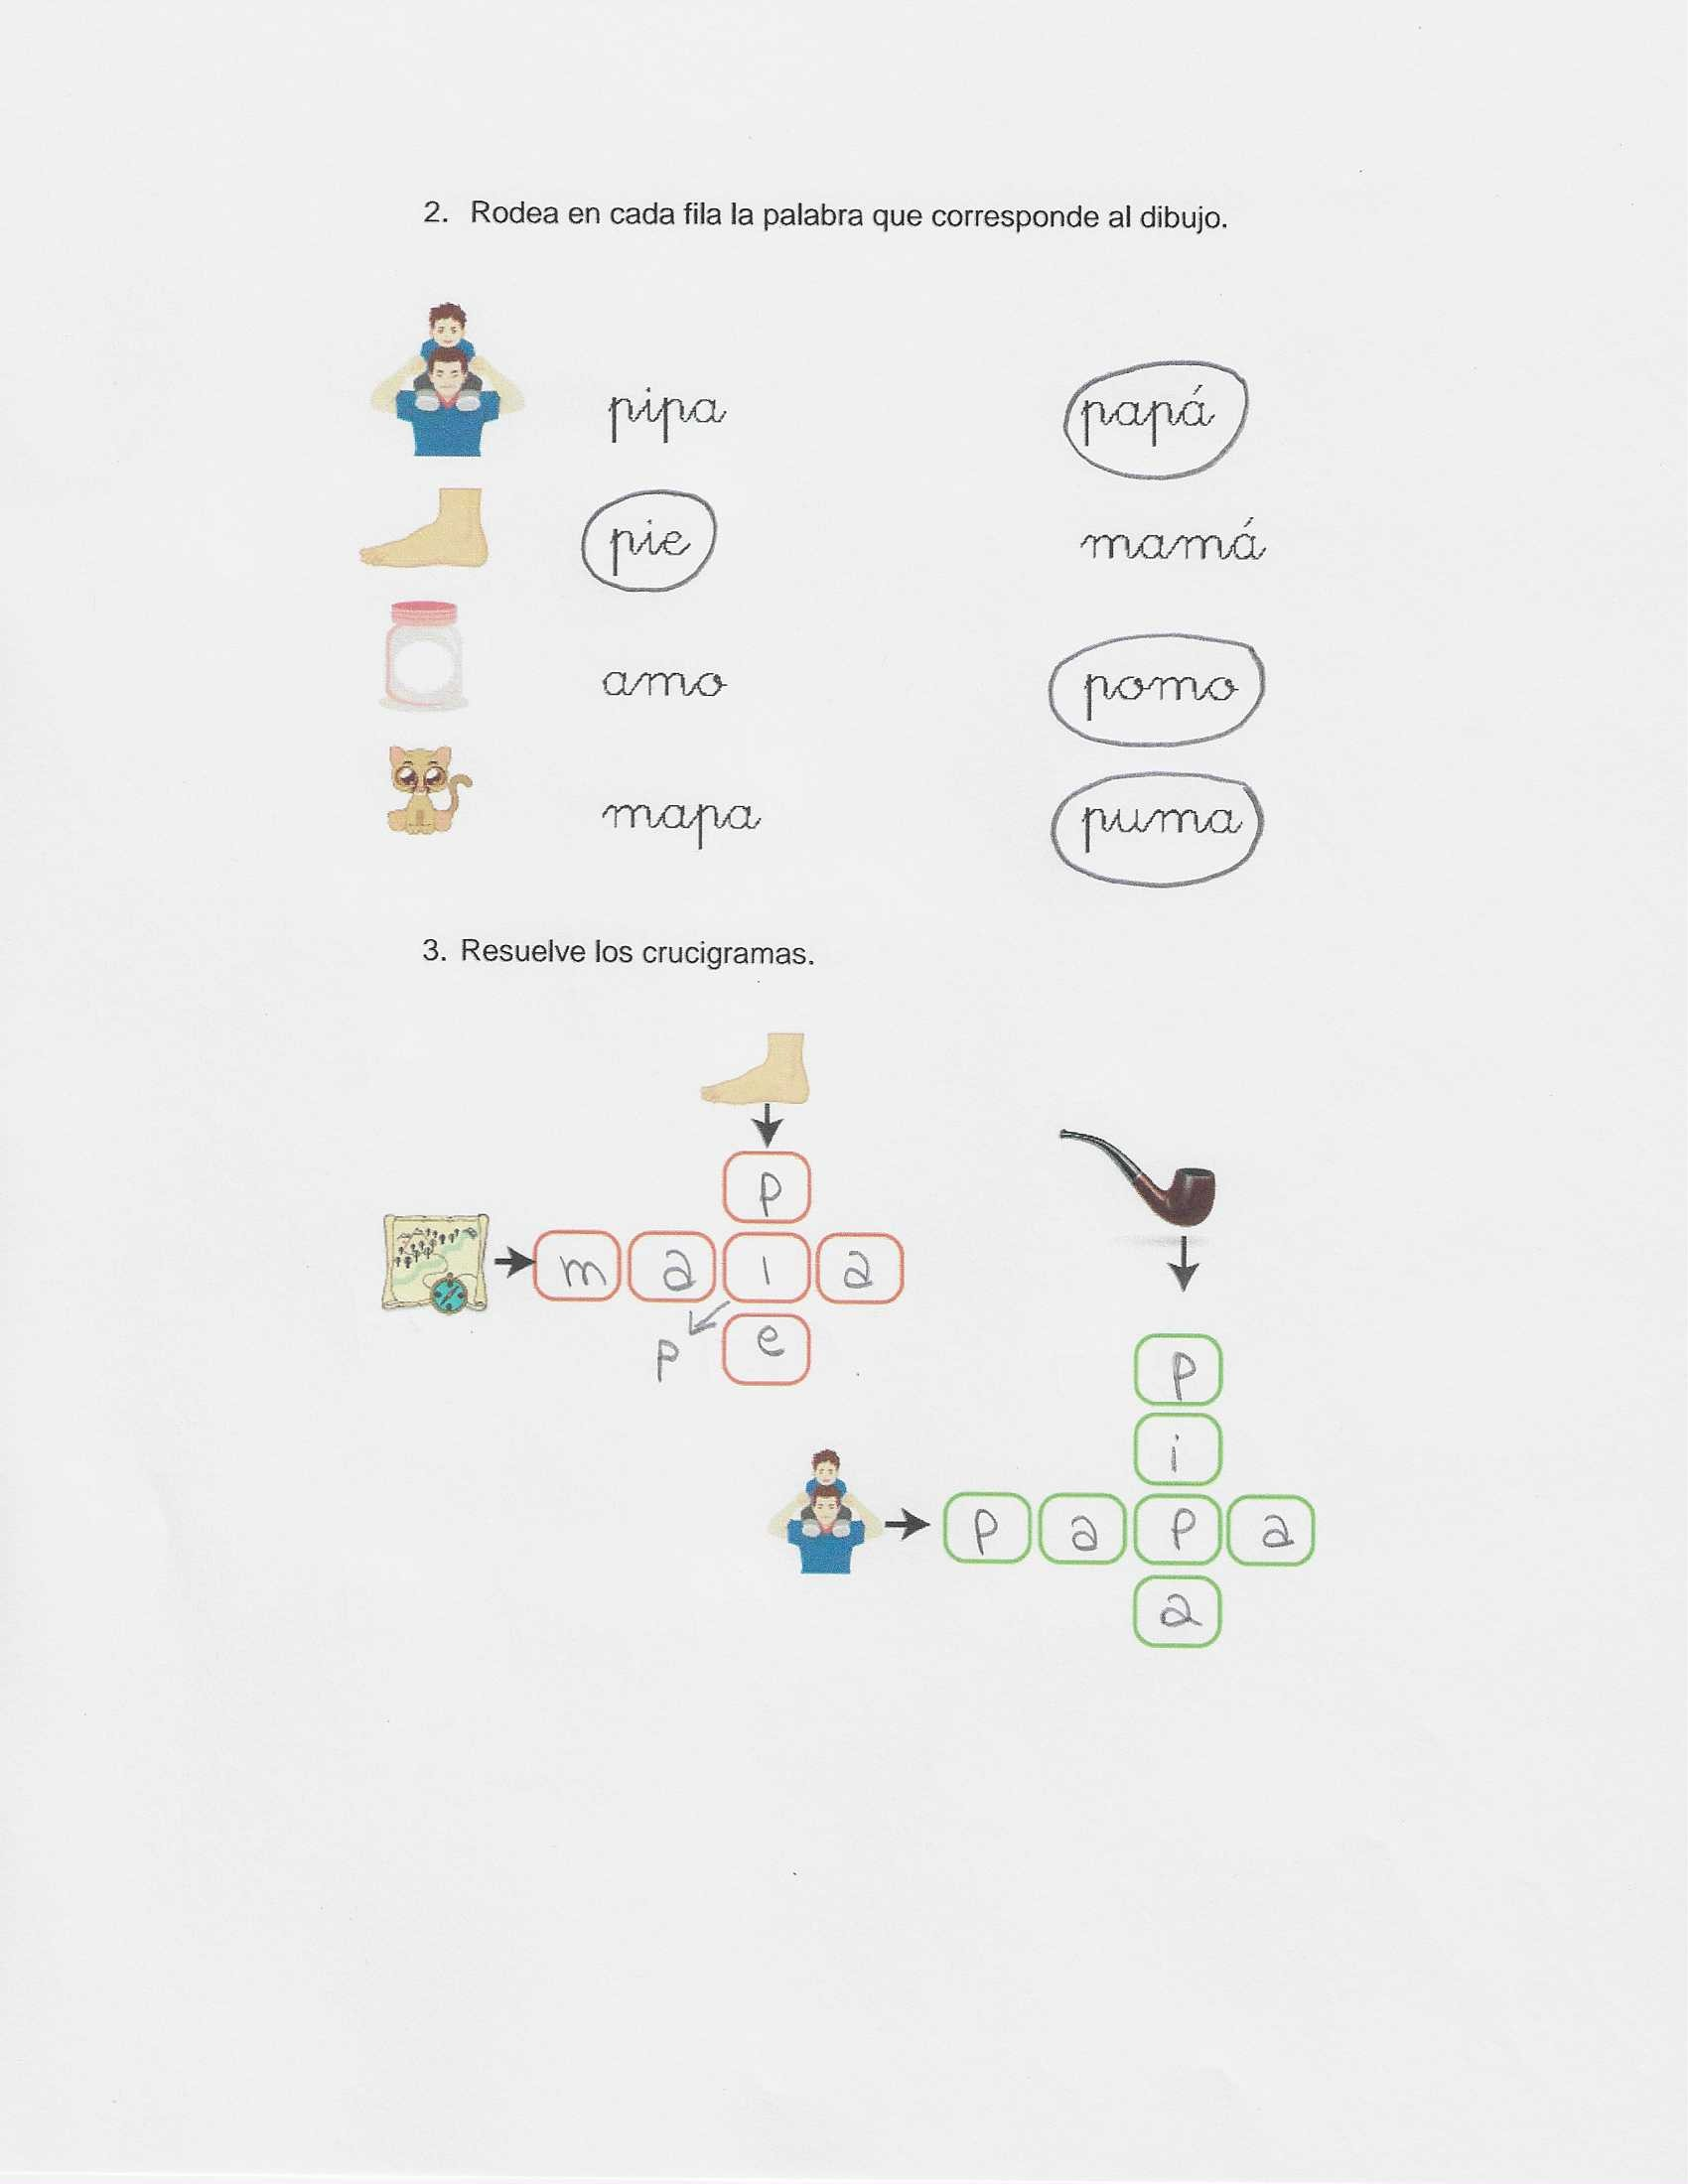 2. Rodea en cada fila la palabra que corresponde al dibujo.
pipa papá
pie mamá
amo pomo
mapa puma
3. Resuelve los crucigramas.
p
m a i a
p e
p
i
p a p a
a